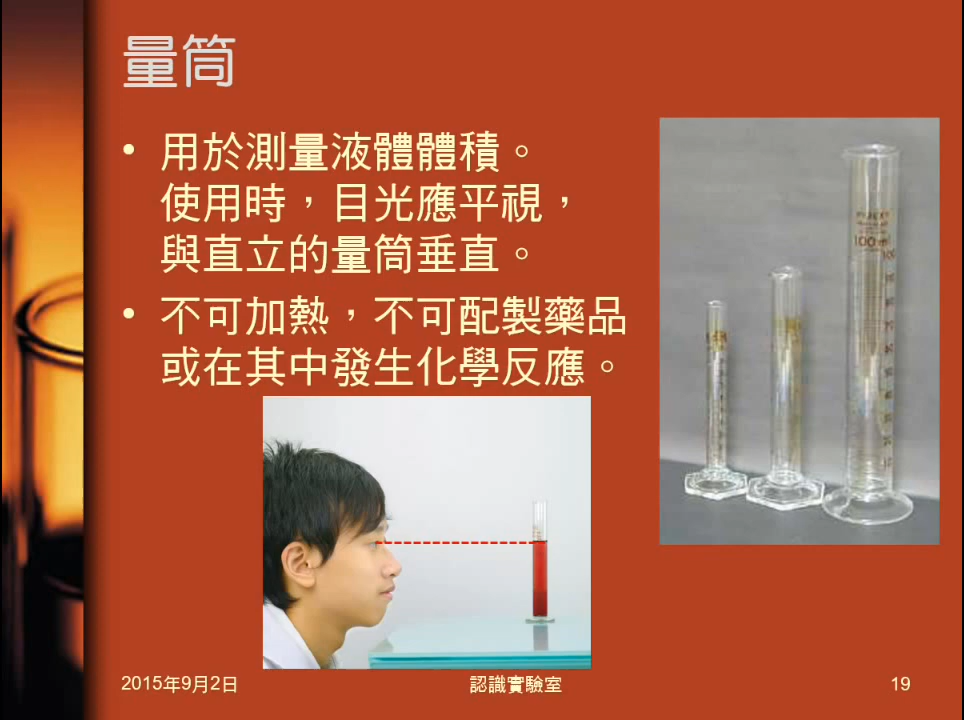 量筒
• 用於測量液體體積。
使用時，目光應平視，
與直立的量筒垂直。
• 不可加熱，不可配製藥品
或在其中發生化學反應。
PYREX
100
2015年9月2日
認識實驗室
19